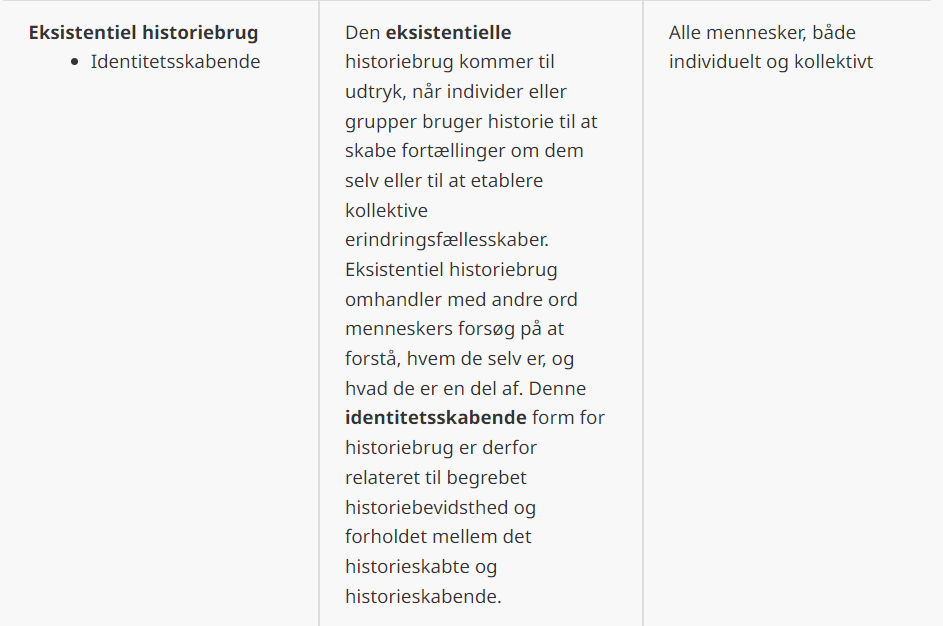 Eksistentiel historiebrug
• Identitetsskabende
Den eksistentielle
historiebrug kommer til
udtryk, når individer eller
grupper bruger historie til at
skabe fortællinger om dem
selv eller til at etablere
kollektive
erindringsfællesskaber.
Eksistentiel historiebrug
omhandler med andre ord
menneskers forsøg på at
forstå, hvem de selv er, og
hvad de er en del af. Denne
identitetsskabende form for
historiebrug er derfor
relateret til begrebet
historiebevidsthed og
forholdet mellem det
historieskabte og
historieskabende.
Alle mennesker, både
individuelt og kollektivt